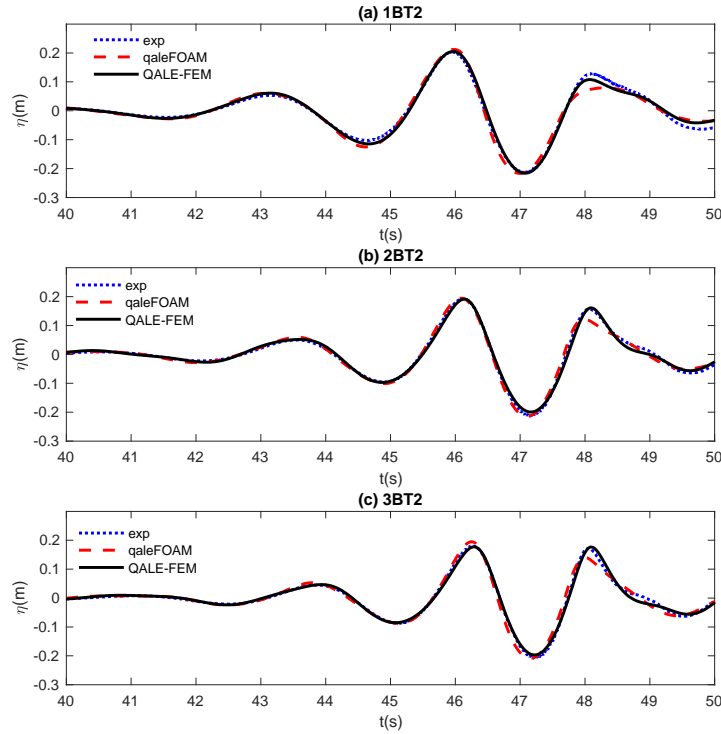 (a) 1BT2
exp
qaleFOAM
QALE-FEM
0.2
0.1
0
-0.1
-0.2
-0.3
η(m)
40 41 42 43 44 45 46 47 48 49 50
t(s)
(b) 2BT2
exp
qaleFOAM
QALE-FEM
0.2
0.1
0
-0.1
-0.2
-0.3
η(m)
40 41 42 43 44 45 46 47 48 49 50
t(s)
(c) 3BT2
exp
qaleFOAM
QALE-FEM
0.2
0.1
0
-0.1
-0.2
-0.3
η(m)
40 41 42 43 44 45 46 47 48 49 50
t(s)